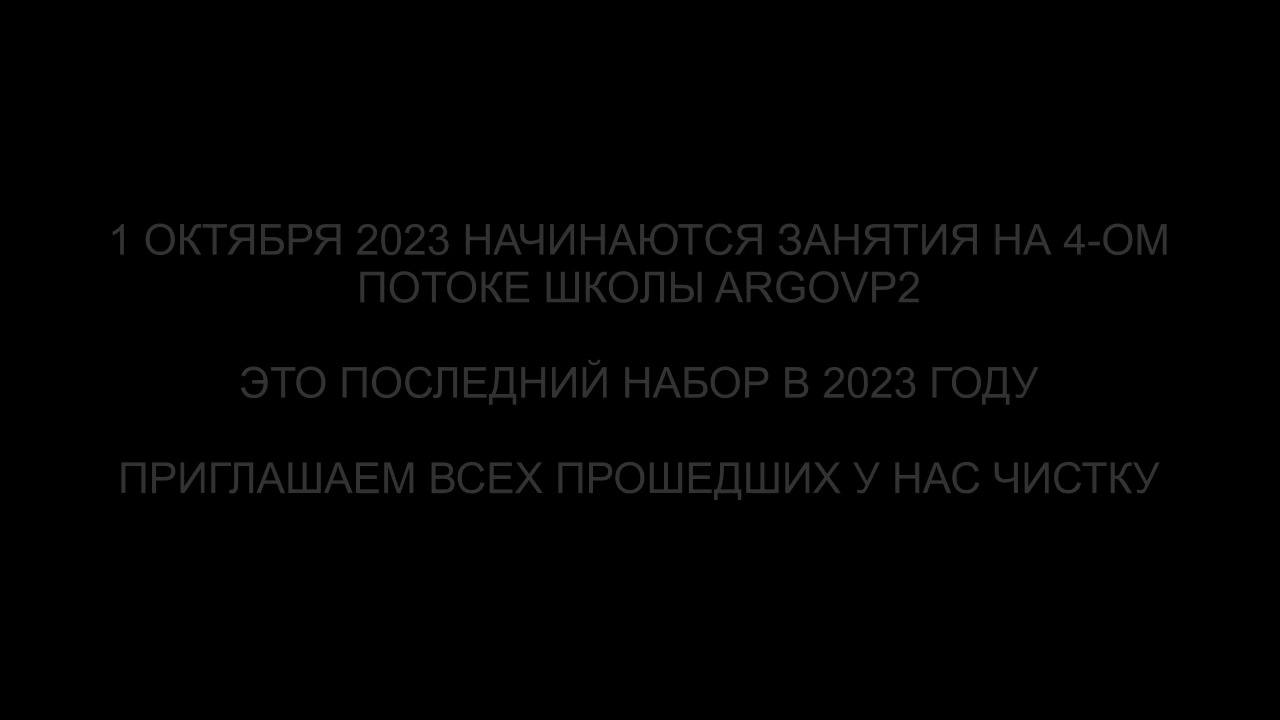 1 ОКТЯБРЯ 2023 НАЧИНАЮТСЯ ЗАНЯТИЯ НА 4-ОМ
ПОТОКЕ ШКОЛЫ ARGOVP2
ЭТО ПОСЛЕДНИЙ НАБОР В 2023 ГОДУ
ПРИГЛАШАЕМ ВСЕХ ПРОШЕДШИХ У НАС ЧИСТКУ